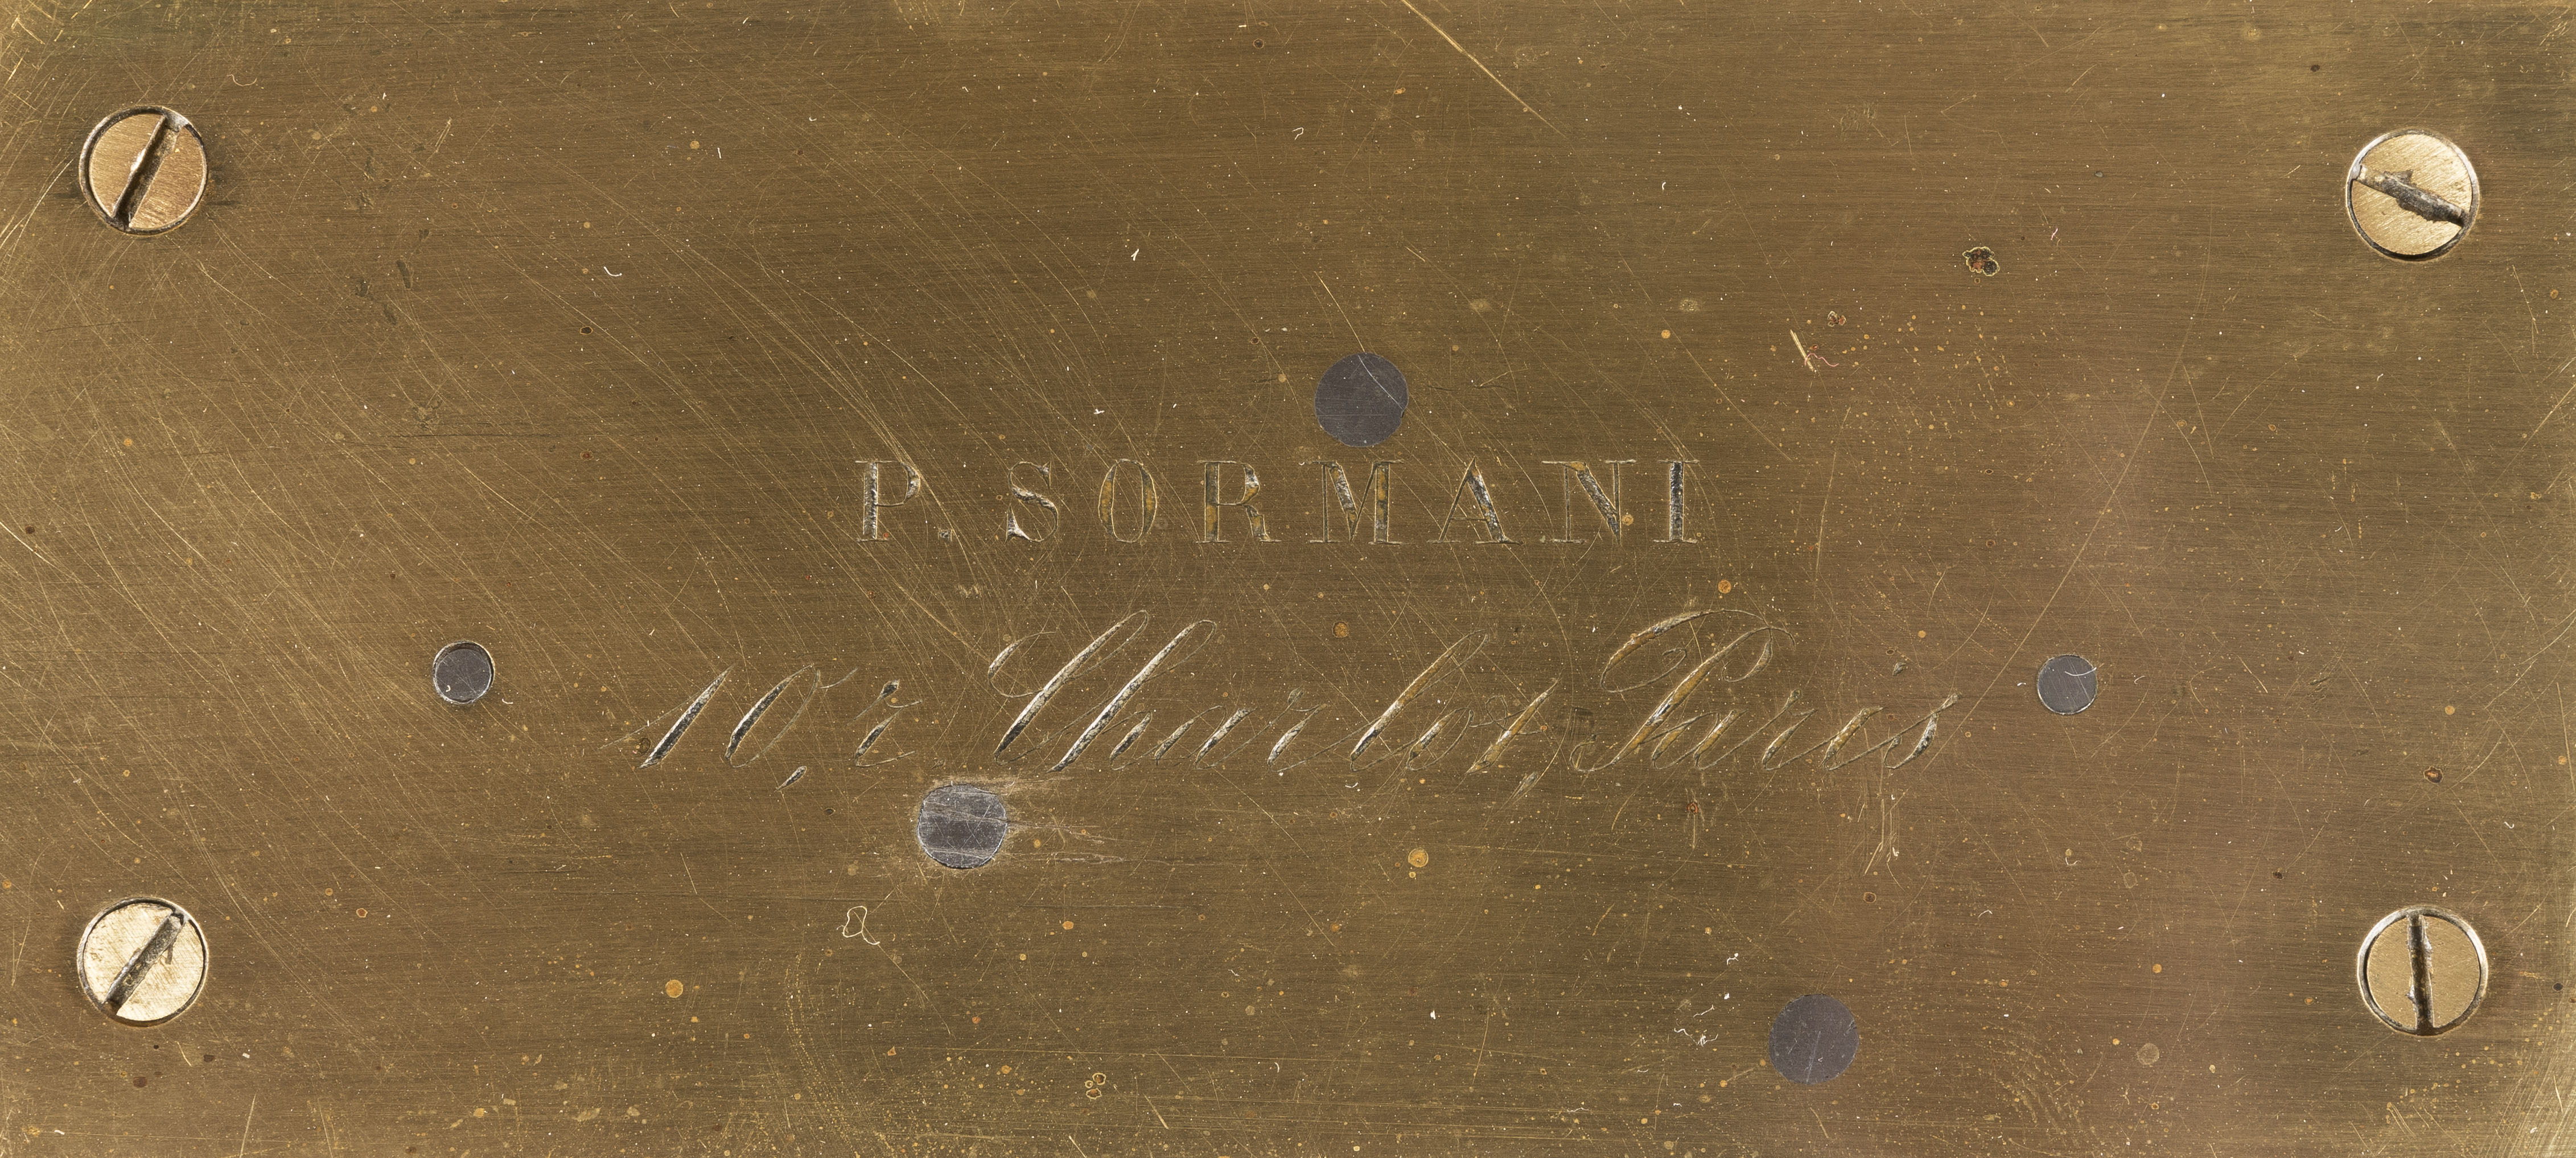 P. SORMANI
10, r Charlot, Paris